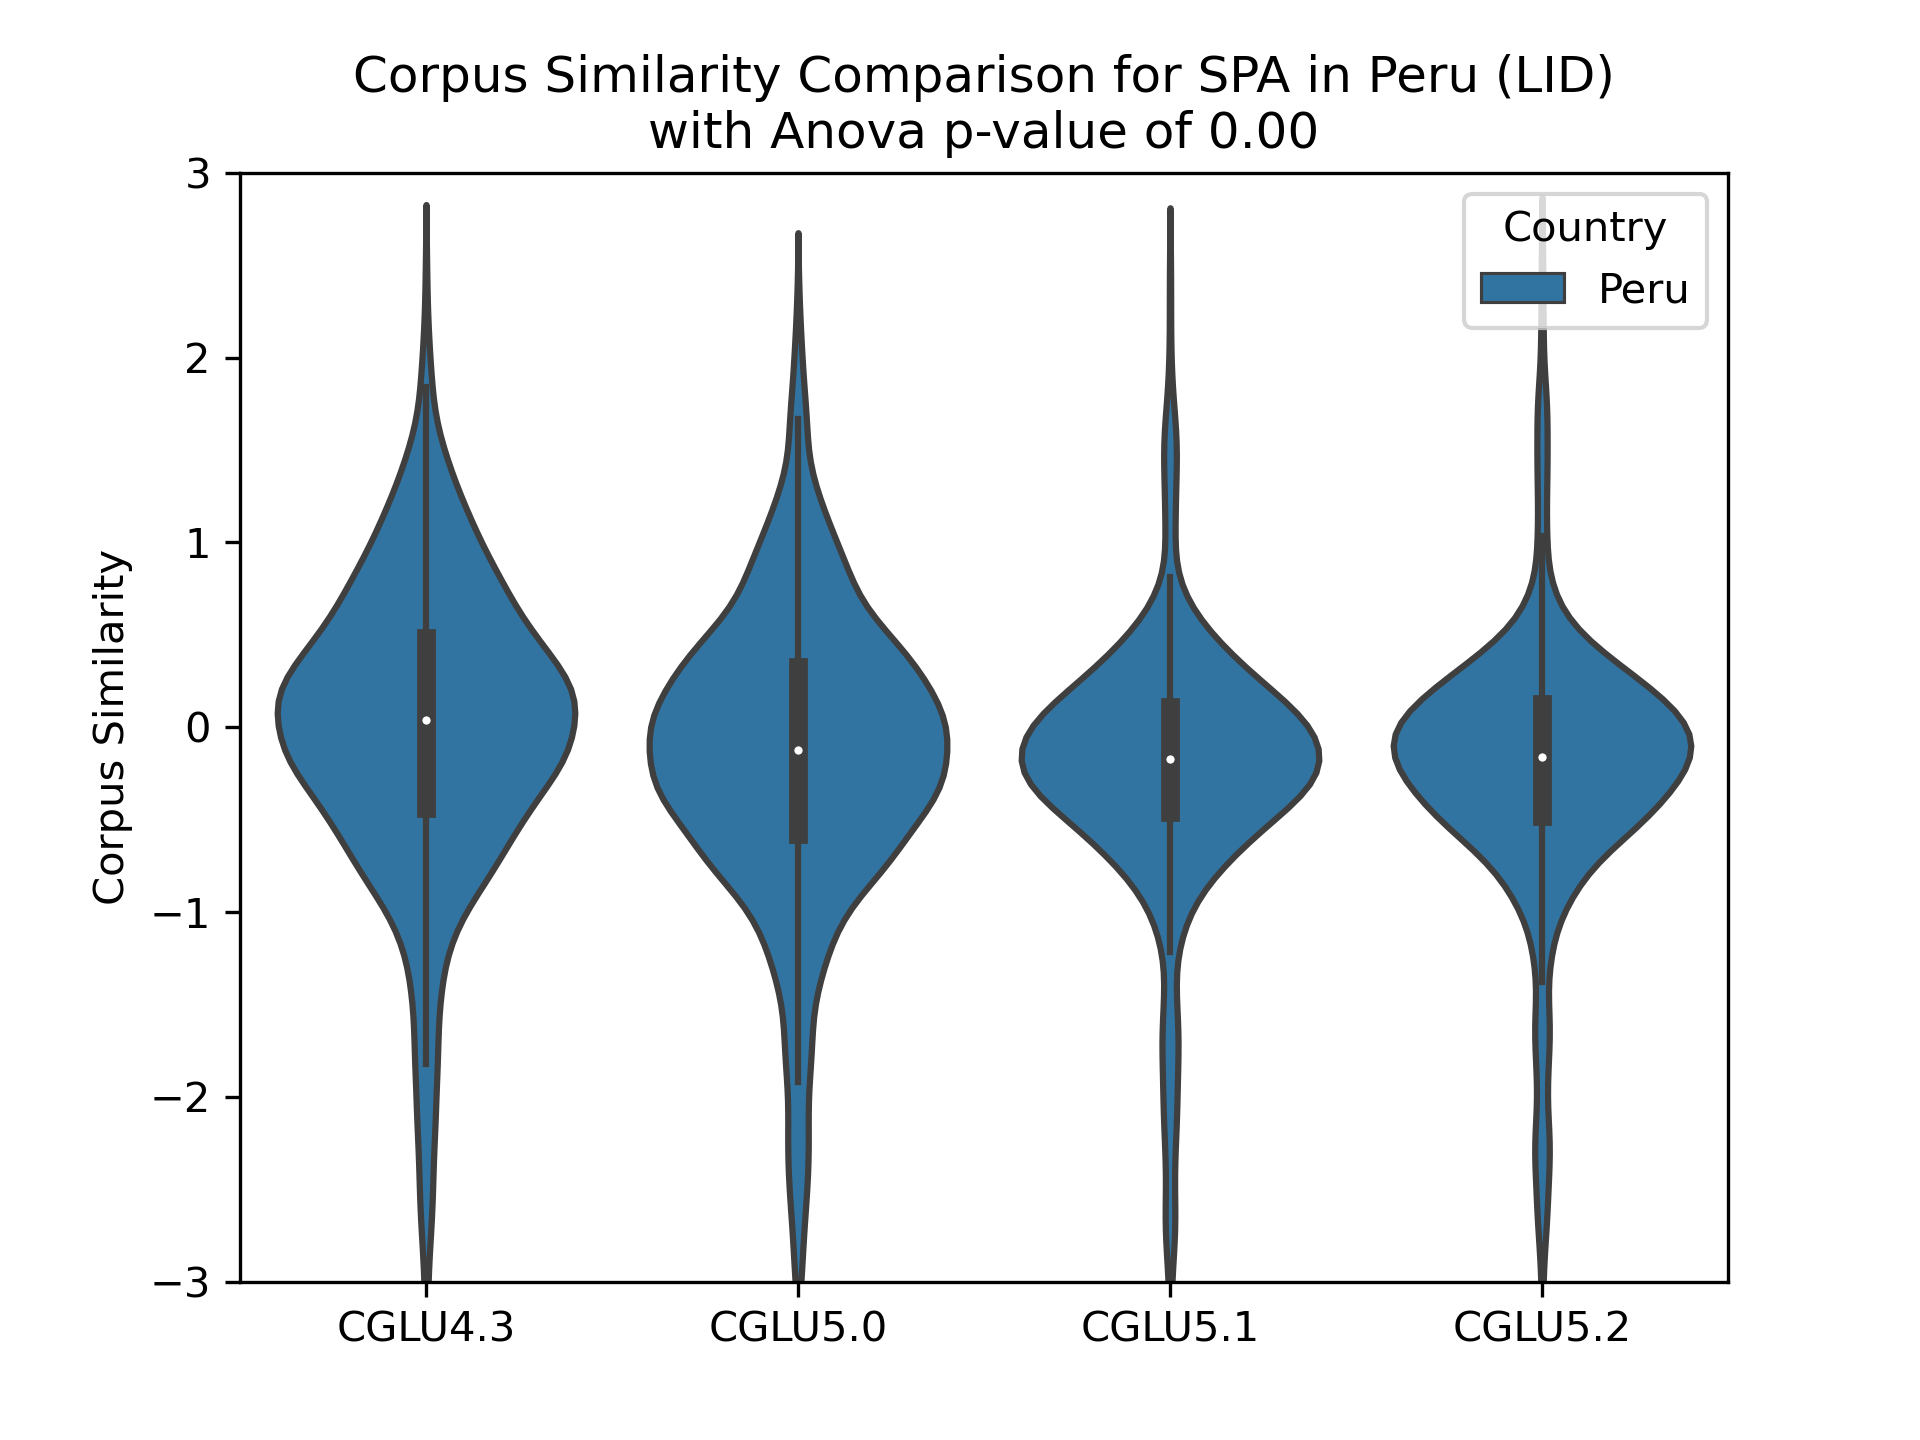 Corpus Similarity Comparison for SPA in Peru (LID)
with Anova p-value of 0.00
Country
Peru
Corpus Similarity
3
2
1
0
−1
−2
−3
CGLU4.3 CGLU5.0 CGLU5.1 CGLU5.2